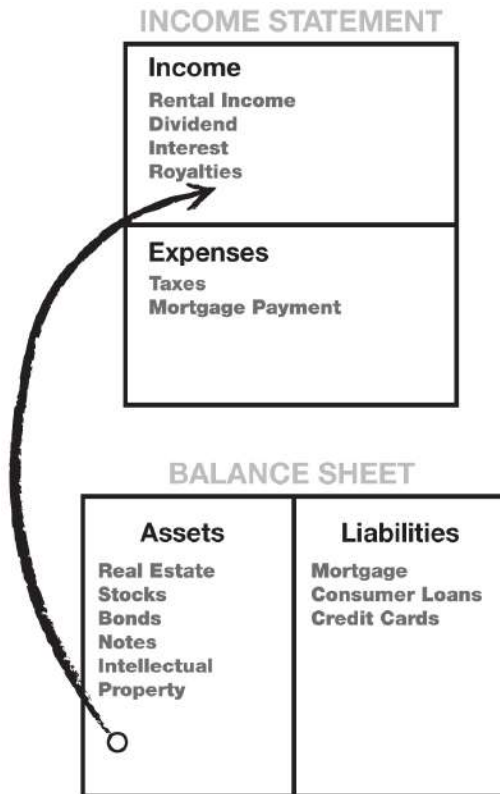 INCOME STATEMENT
Income
Rental Income
Dividend
Interest
Royalties
Expenses
Taxes
Mortgage Payment
BALANCE SHEET
Assets
Real Estate
Stocks
Bonds
Notes
Intellectual
Property
Liabilities
Mortgage
Consumer Loans
Credit Cards